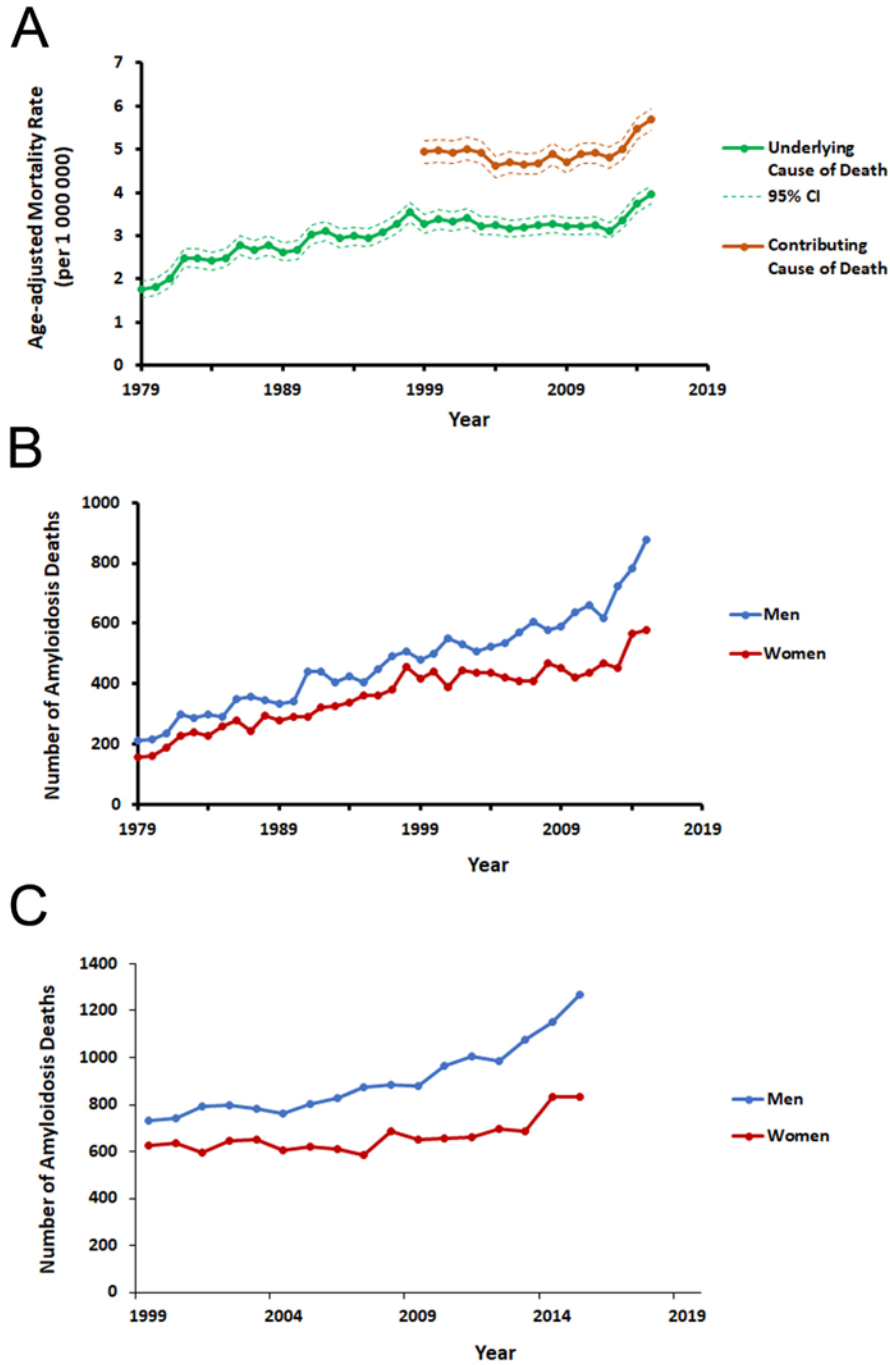 A
Age-adjusted Mortality Rate
(per 1 000 000)
7
6
5
4
3
2
1
0
1979
1989
1999
2009
2019
Year
Underlying
Cause of Death
95% CI
Contributing
Cause of Death
B
Number of Amyloidosis Deaths
1000
800
600
400
200
0
1979
1989
1999
2009
2019
Year
Men
Women
C
Number of Amyloidosis Deaths
1400
1200
1000
800
600
400
200
0
1999
2004
2009
2014
2019
Year
Men
Women